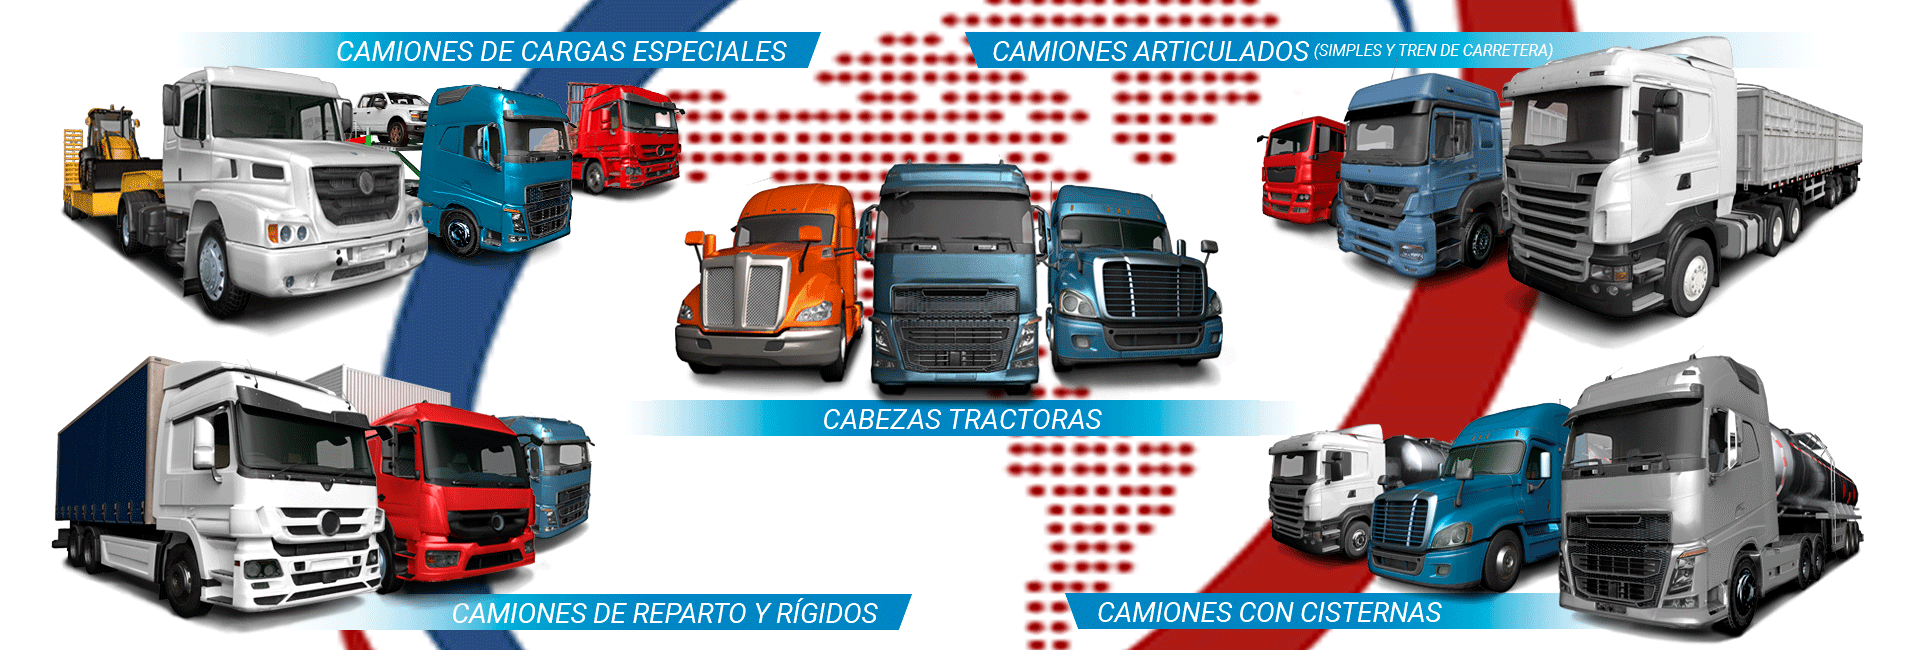 CAMIONES DE CARGAS ESPECIALES
CAMIONES ARTICULADOS (SIMPLES Y TREN DE CARRETERA)
CABEZAS TRACTORAS
CAMIONES DE REPARTO Y RÍGIDOS
CAMIONES CON CISTERNAS